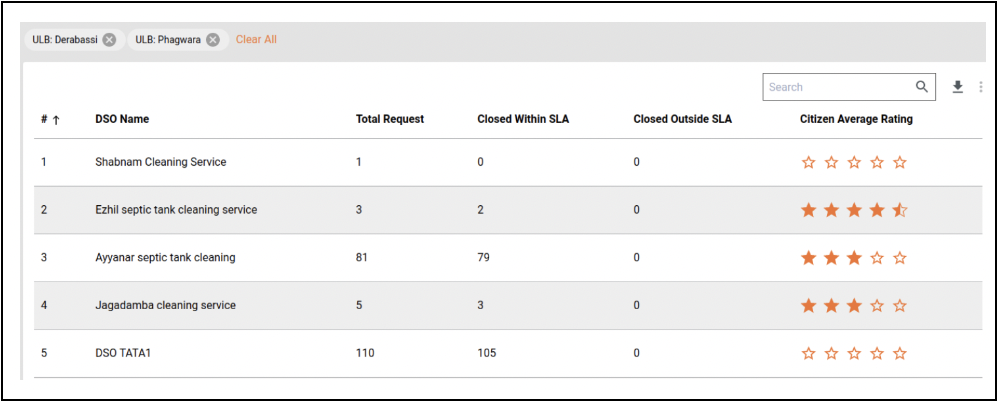 ULB: Derabassi ULB: Phagwara Clear All
Search
# ↑ DSO Name Total Request Closed Within SLA Closed Outside SLA Citizen Average Rating
1 Shabnam Cleaning Service 1 0 0
2 Ezhil septic tank cleaning service 3 2 0
3 Ayyanar septic tank cleaning 81 79 0
4 Jagadamba cleaning service 5 3 0
5 DSO TATA1 110 105 0